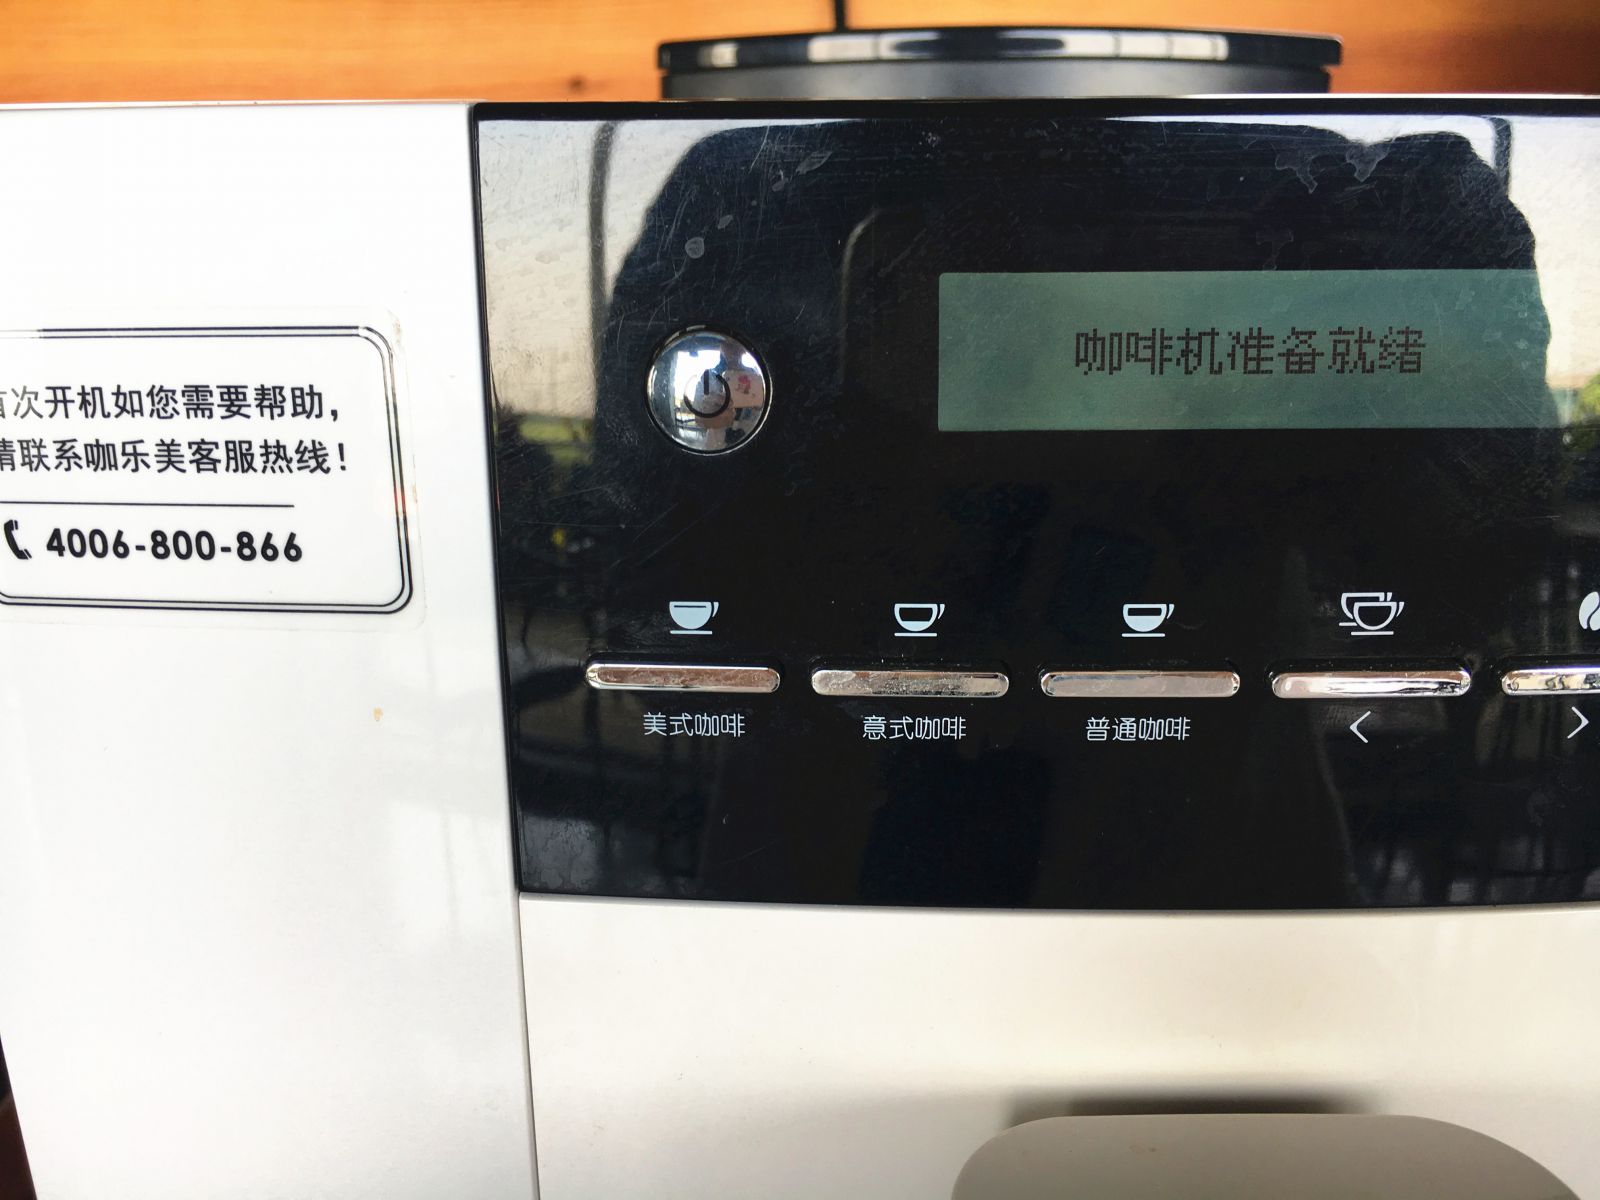 咖啡机准备就绪
首次开机如您需要帮助，
请联系咖乐美客服热线！
4006-800-866
美式咖啡
意式咖啡
普通咖啡
<
>